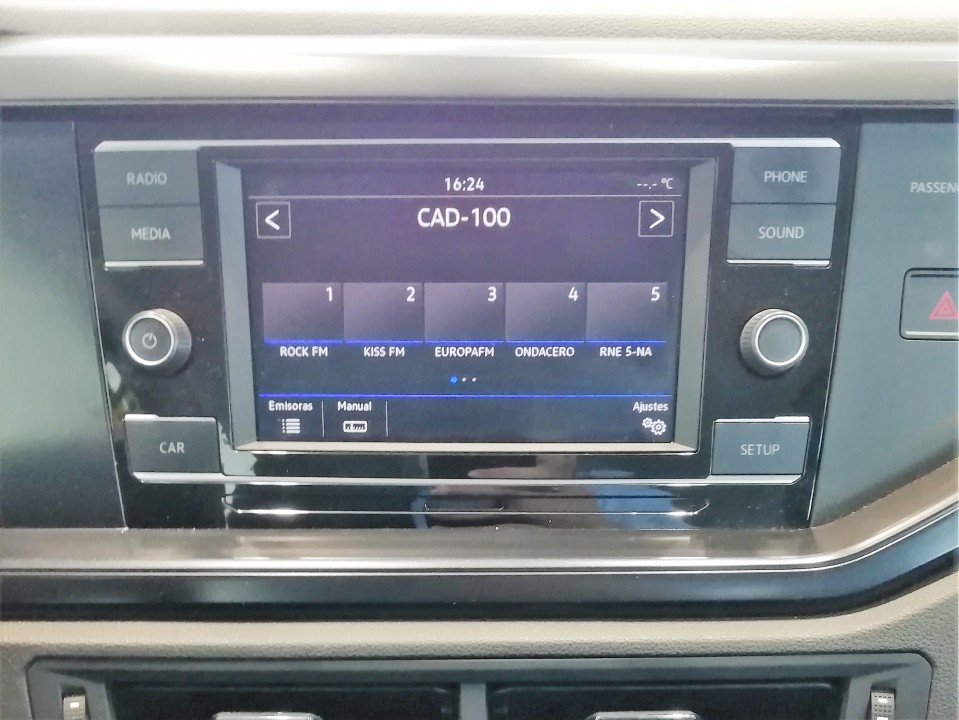 RADIO
MEDIA
CAR
16:24
--.- °C
<
CAD-100
>
1
2
3
4
5
ROCK FM
KISS FM
EUROPAFM
ONDACERO
RNE 5-NA
Emisoras
Manual
Ajustes
PHONE
SOUND
SETUP
PASSENG